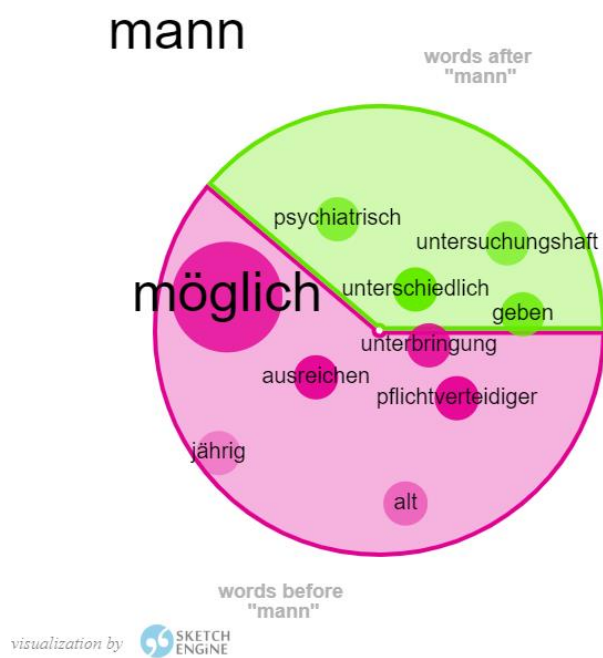 mann
words after
"mann"
psychiatrisch
untersuchungshaft
möglich
unterschiedlich
geben
unterbringung
ausreichen
pflichtverteidiger
jährig
alt
words before
"mann"
visualization by
SKETCH
ENGINE